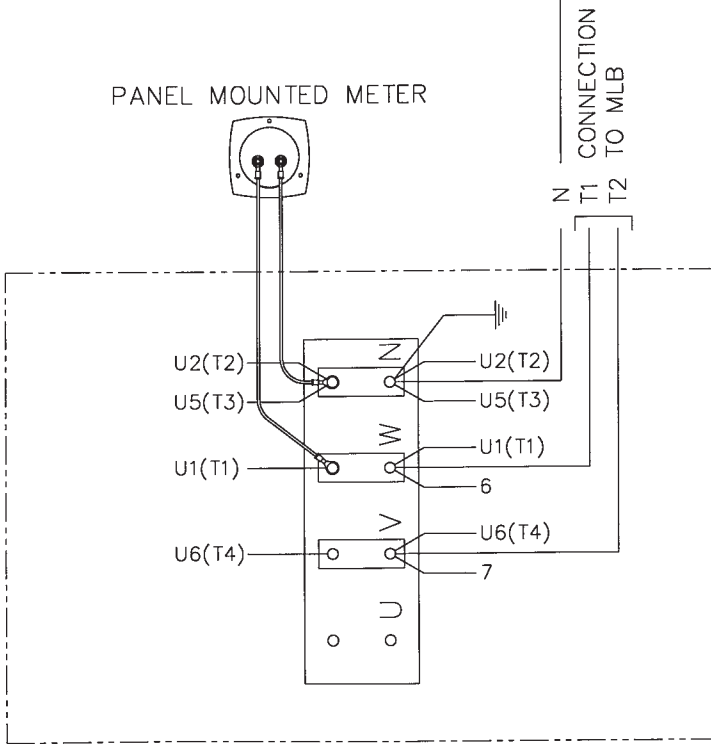 PANEL MOUNTED METER
CONNECTION
TO MLB
N
T1
T2
N
U2(T2)
U2(T2)
U5(T3)
U5(T3)
W
U1(T1)
U1(T1)
6
V
U6(T4)
U6(T4)
7
U